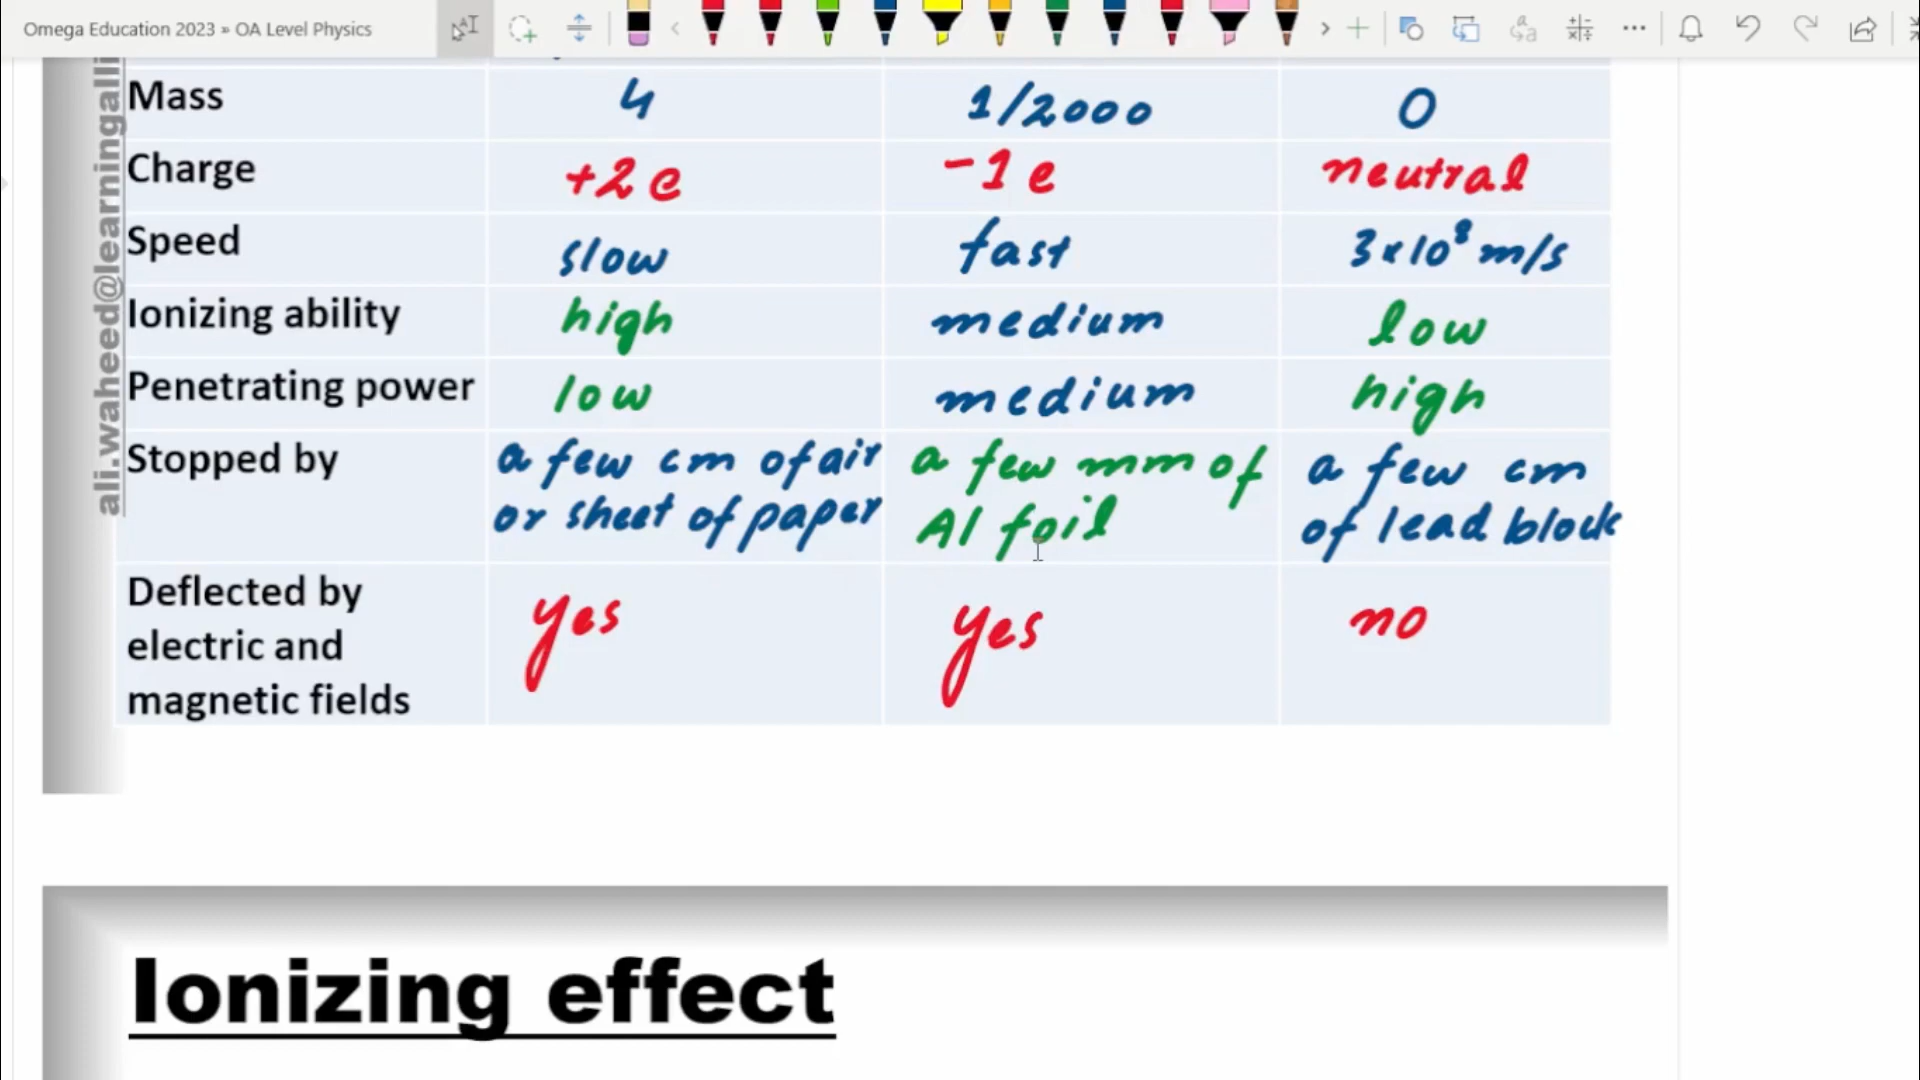 Omega Education 2023 » OA Level Physics
ali.waheed@learningalli
Mass 4 1/2000 0
Charge +2e -1e neutral
Speed slow fast 3x10⁸ m/s
Ionizing ability high medium low
Penetrating power low medium high
Stopped by a few cm of air a few mm of a few cm
or sheet of paper Al foil of lead block
Deflected by yes yes no
electric and
magnetic fields
Ionizing effect